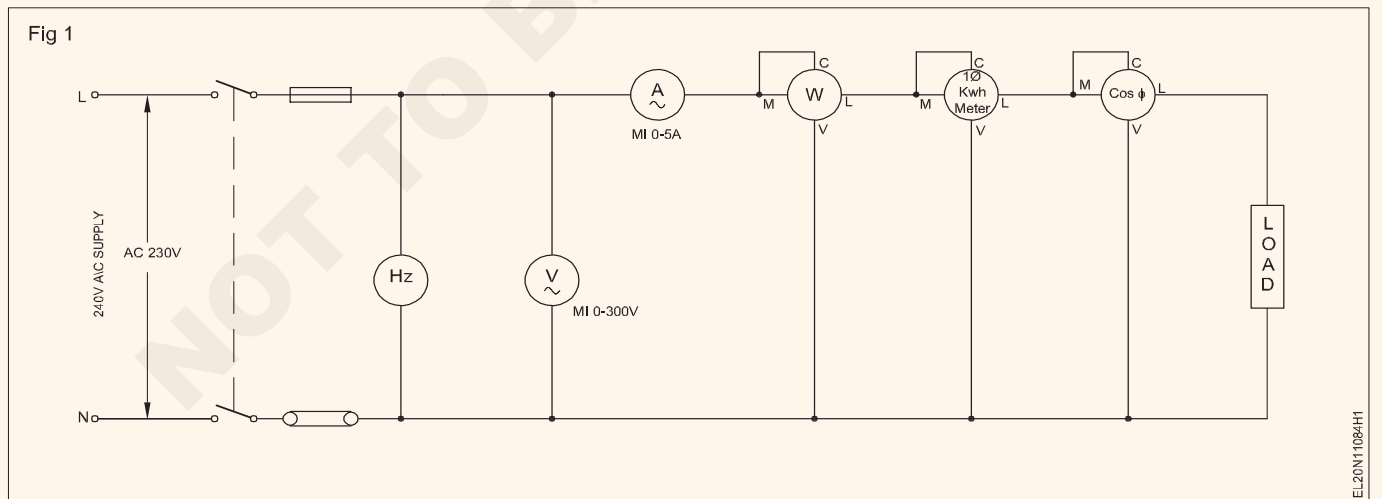 Fig 1
NOT TO B
L
N
240V A\C SUPPLY
AC 230V
Hz
V
MI 0-300V
A
MI 0-5A
M
C
W
L
V
M
C
1Ø
Kwh
Meter
L
V
M
C
Cos ϕ
L
V
LOAD
EL20N11084H1